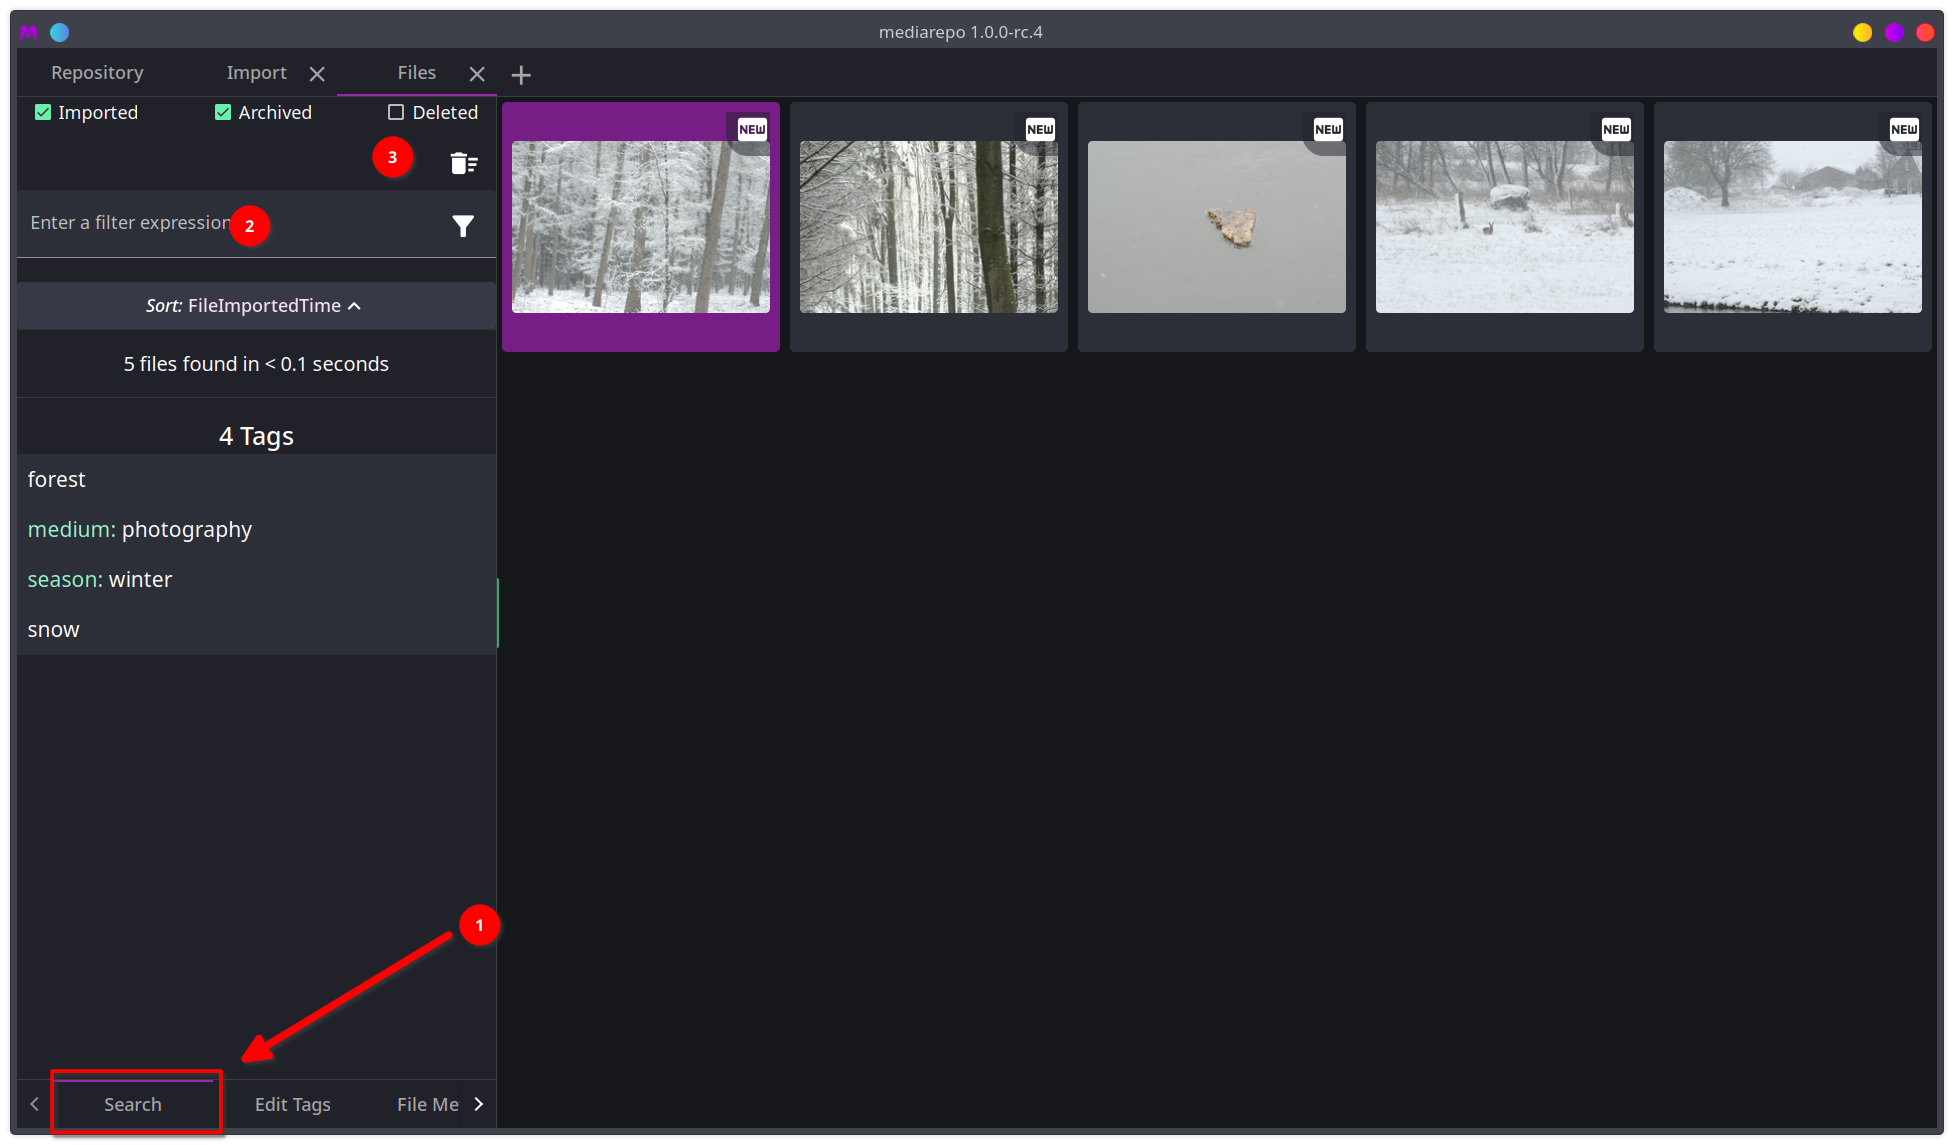 mediarepo 1.0.0-rc.4
Repository Import Files
Imported Archived Deleted
3
Enter a filter expression
2
Sort: FileImportedTime
5 files found in < 0.1 seconds
4 Tags
forest
medium: photography
season: winter
snow
1
Search Edit Tags File Me
NEW NEW NEW NEW NEW